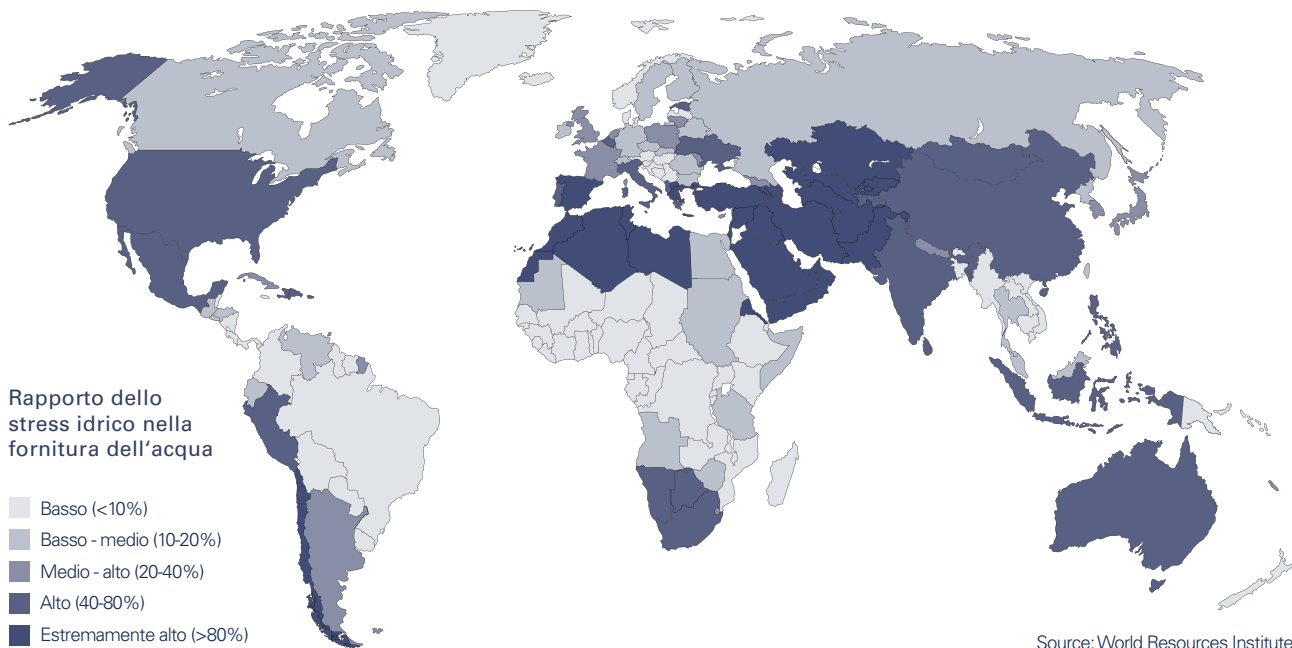 Rapporto dello
stress idrico nella
fornitura dell‘acqua
Basso (<10%)
Basso - medio (10-20%)
Medio - alto (20-40%)
Alto (40-80%)
Estremamente alto (>80%)
Source: World Resources Institute